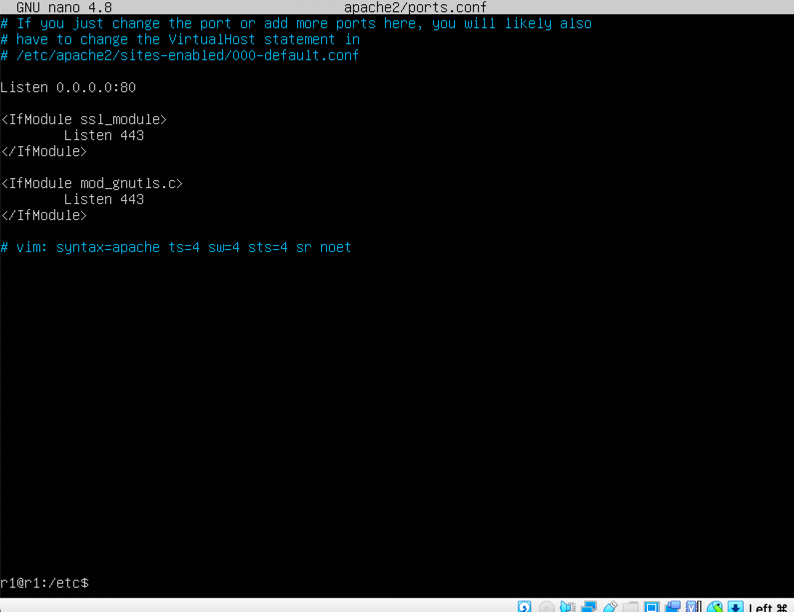 GNU nano 4.8 apache2/ports.conf
# If you just change the port or add more ports here, you will likely also
# have to change the VirtualHost statement in
# /etc/apache2/sites-enabled/000-default.conf
Listen 0.0.0.0:80
<IfModule ssl_module>
Listen 443
</IfModule>
<IfModule mod_gnutls.c>
Listen 443
</IfModule>
# vim: syntax=apache ts=4 sw=4 sts=4 sr noet
r1@r1:/etc$
Left ⌘